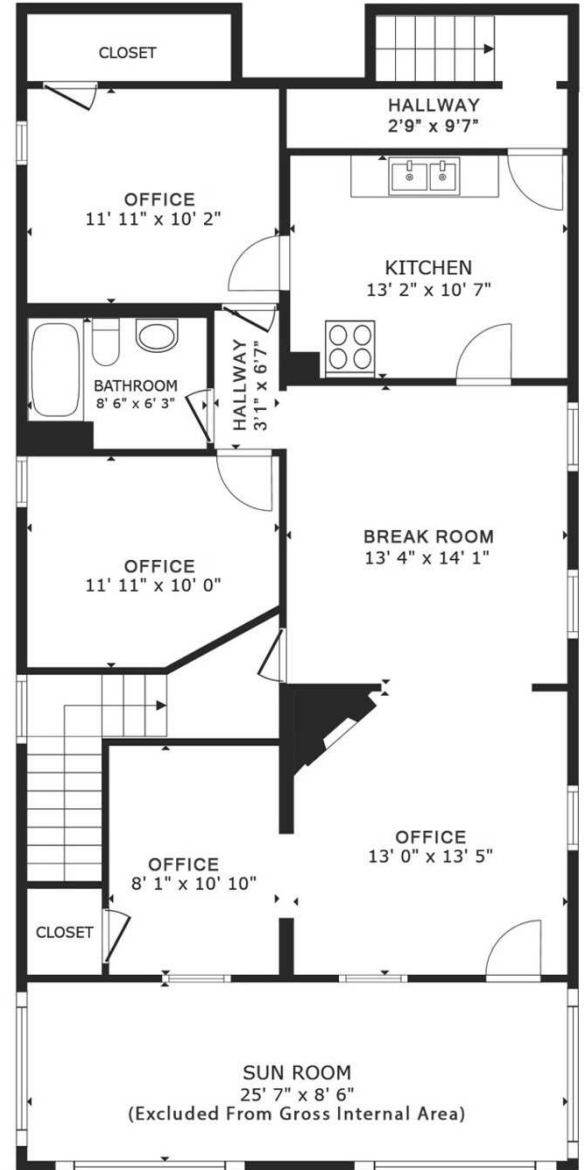 CLOSET
HALLWAY
2'9" x 9'7"
OFFICE
11' 11" x 10' 2"
KITCHEN
13' 2" x 10' 7"
BATHROOM
8' 6" x 6' 3"
HALLWAY
3'1" x 6'7"
BREAK ROOM
13' 4" x 14' 1"
OFFICE
11' 11" x 10' 0"
OFFICE
13' 0" x 13' 5"
OFFICE
8' 1" x 10' 10"
CLOSET
SUN ROOM
25' 7" x 8' 6"
(Excluded From Gross Internal Area)